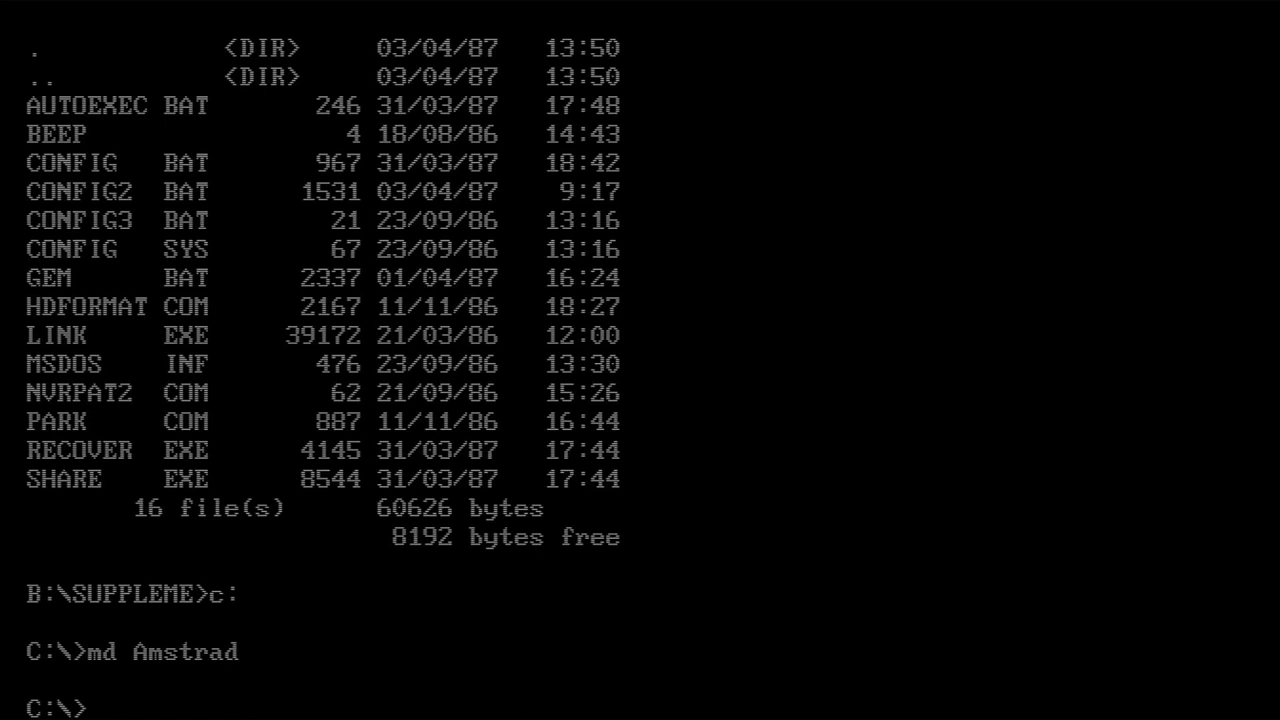 .            <DIR>     03/04/87   13:50
..           <DIR>     03/04/87   13:50
AUTOEXEC BAT       246 31/03/87   17:48
BEEP                 4 18/08/86   14:43
CONFIG   BAT       967 31/03/87   18:42
CONFIG2  BAT      1531 03/04/87    9:17
CONFIG3  BAT        21 23/09/86   13:16
CONFIG   SYS        67 23/09/86   13:16
GEM      BAT      2337 01/04/87   16:24
HDFORMAT COM      2167 11/11/86   18:27
LINK     EXE     39172 21/03/86   12:00
MSDOS    INF       476 23/09/86   13:30
NVRPAT2  COM        62 21/09/86   15:26
PARK     COM       887 11/11/86   16:44
RECOVER  EXE      4145 31/03/87   17:44
SHARE    EXE      8544 31/03/87   17:44
       16 file(s)      60626 bytes
                        8192 bytes free
B:\SUPPLEME>c:
C:\>md Amstrad
C:\>